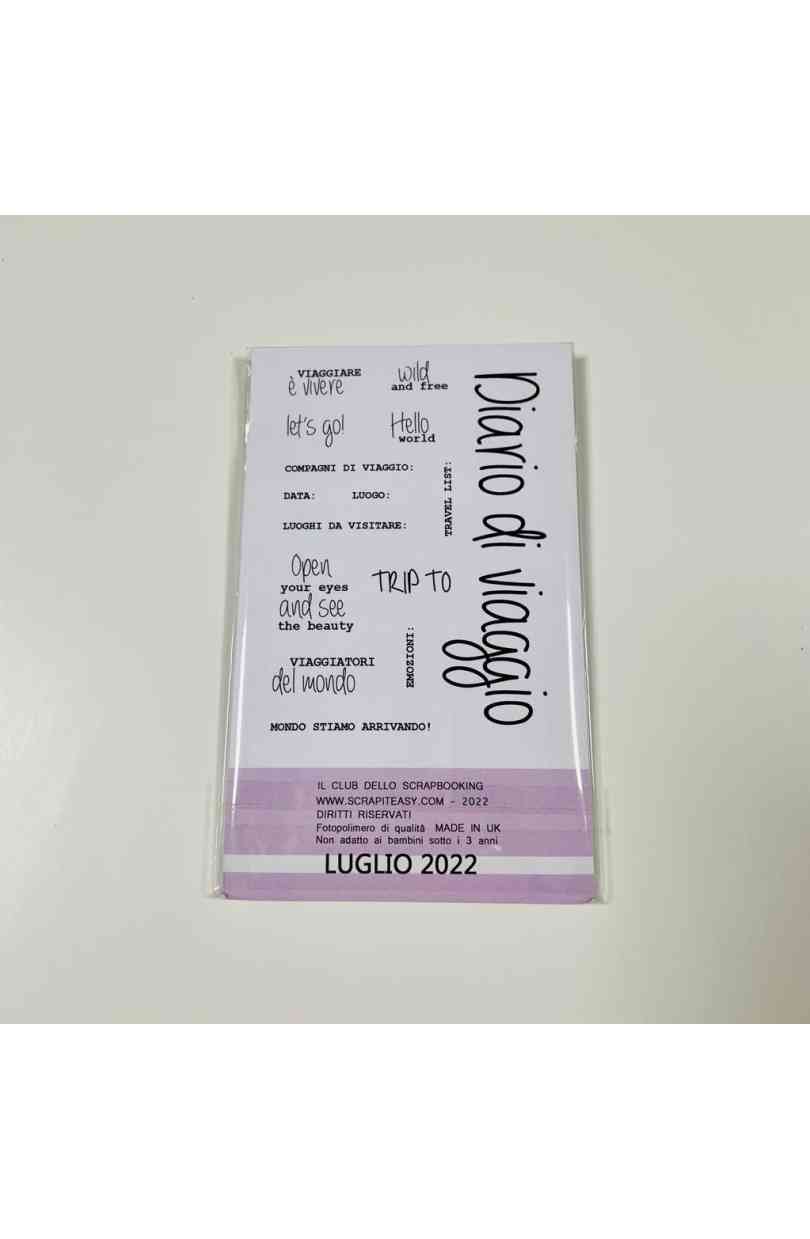 VIAGGIARE
è vivere
wild
and free
let's go!
Hello
world
COMPAGNI DI VIAGGIO:
DATA:
LUOGO:
LUOGHI DA VISITARE:
TRAVEL LIST:
Diario di viaggio
Open
your eyes
and see
the beauty
TRIP TO
EMOZIONI:
VIAGGIATORI
del mondo
MONDO STIAMO ARRIVANDO!
IL CLUB DELLO SCRAPBOOKING
WWW.SCRAPITEASY.COM - 2022
DIRITTI RISERVATI
Fotopolimero di qualità MADE IN UK
Non adatto ai bambini sotto i 3 anni
LUGLIO 2022